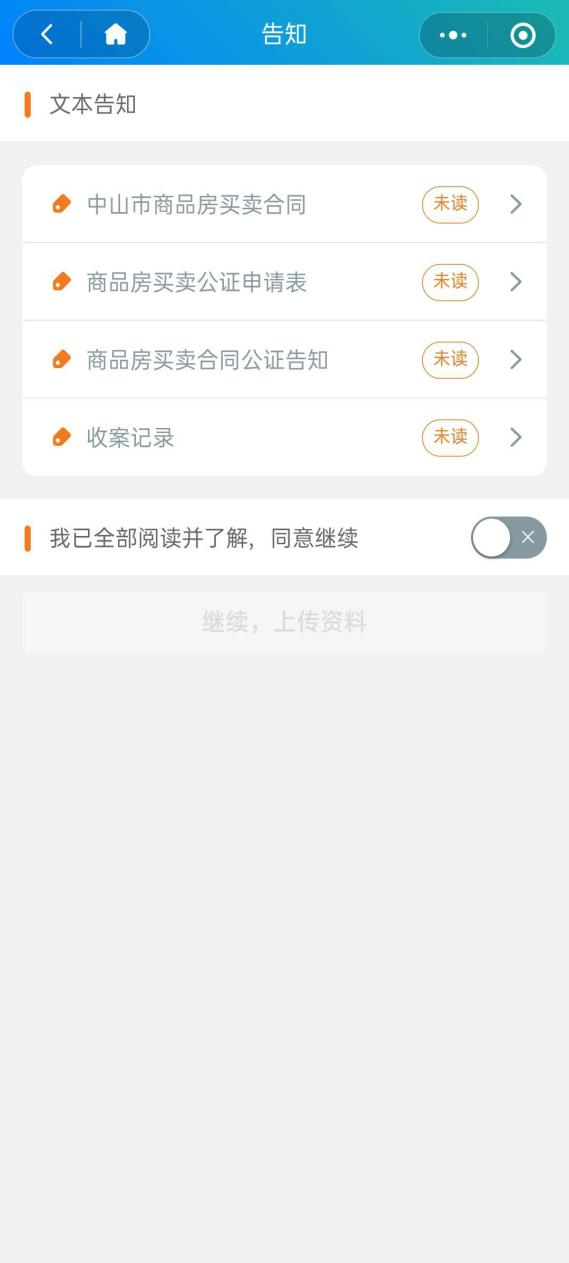 告知
文本告知
中山市商品房买卖合同 未读
商品房买卖公证申请表 未读
商品房买卖合同公证告知 未读
收案记录 未读
我已全部阅读并了解，同意继续
继续，上传资料